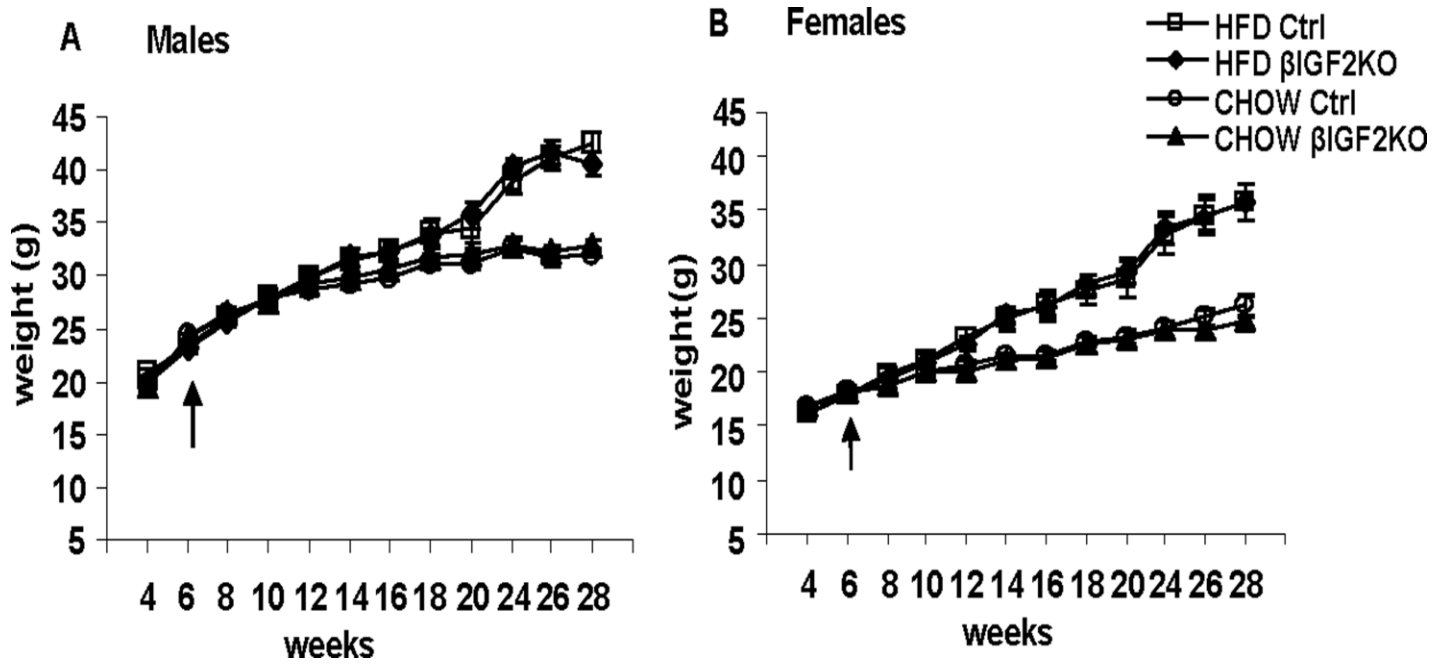 A Males
45
40
35
30
25
20
15
10
5
weight (g)
4 6 8 10 12 14 16 18 20 24 26 28
weeks
B Females
HFD Ctrl
HFD βIGF2KO
CHOW Ctrl
CHOW βIGF2KO
45
40
35
30
25
20
15
10
5
weight(g)
4 6 8 10 12 14 16 18 20 24 26 28
weeks